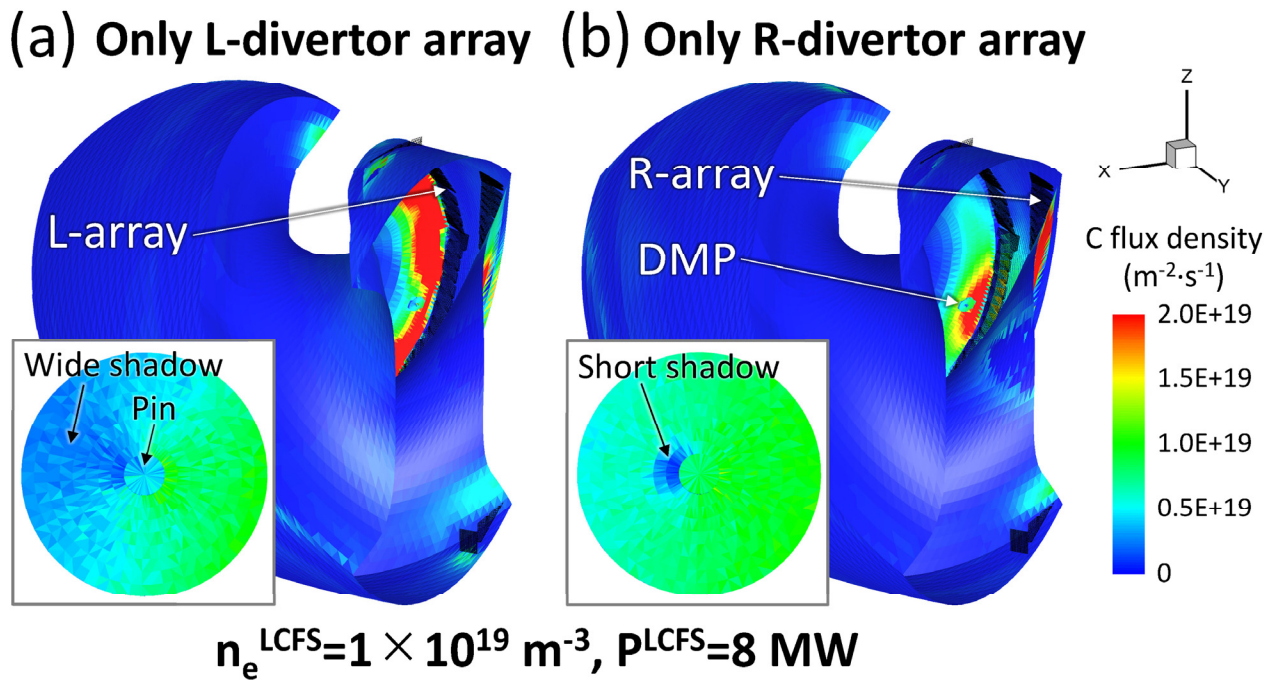 (a) Only L-divertor array
(b) Only R-divertor array
L-array
Wide shadow
Pin
R-array
DMP
Short shadow
Z
X
Y
C flux density
(m⁻²·s⁻¹)
2.0E+19
1.5E+19
1.0E+19
0.5E+19
0
nₑᴸᶜᶠˢ=1×10¹⁹ m⁻³, Pᴸᶜᶠˢ=8 MW